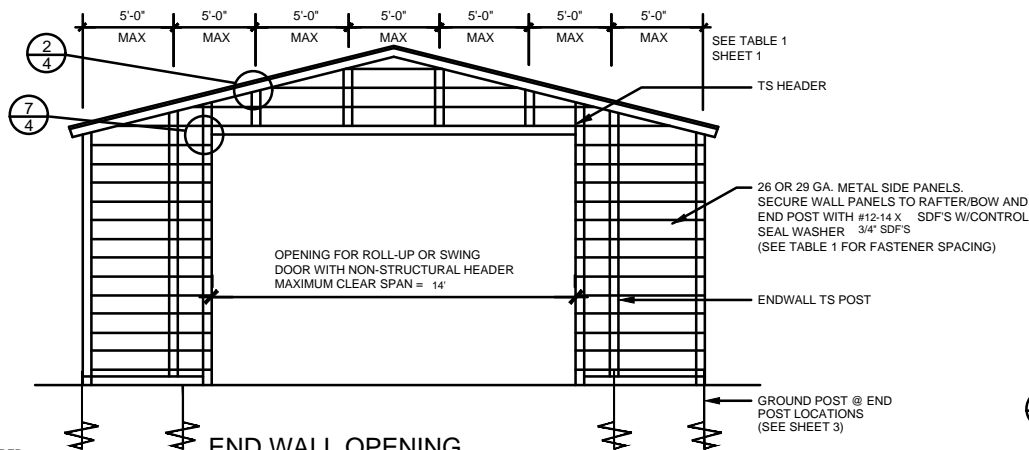 5'-0" 5'-0" 5'-0" 5'-0" 5'-0" 5'-0" 5'-0"
MAX MAX MAX MAX MAX MAX MAX
SEE TABLE 1
SHEET 1
2
4
TS HEADER
7
4
26 OR 29 GA. METAL SIDE PANELS.
SECURE WALL PANELS TO RAFTER/BOW AND
END POST WITH #12-14 X SDF'S W/CONTROL
SEAL WASHER 3/4" SDF'S
(SEE TABLE 1 FOR FASTENER SPACING)
OPENING FOR ROLL-UP OR SWING
DOOR WITH NON-STRUCTURAL HEADER
MAXIMUM CLEAR SPAN = 14'
ENDWALL TS POST
GROUND POST @ END
POST LOCATIONS
(SEE SHEET 3)
END WALL OPENING